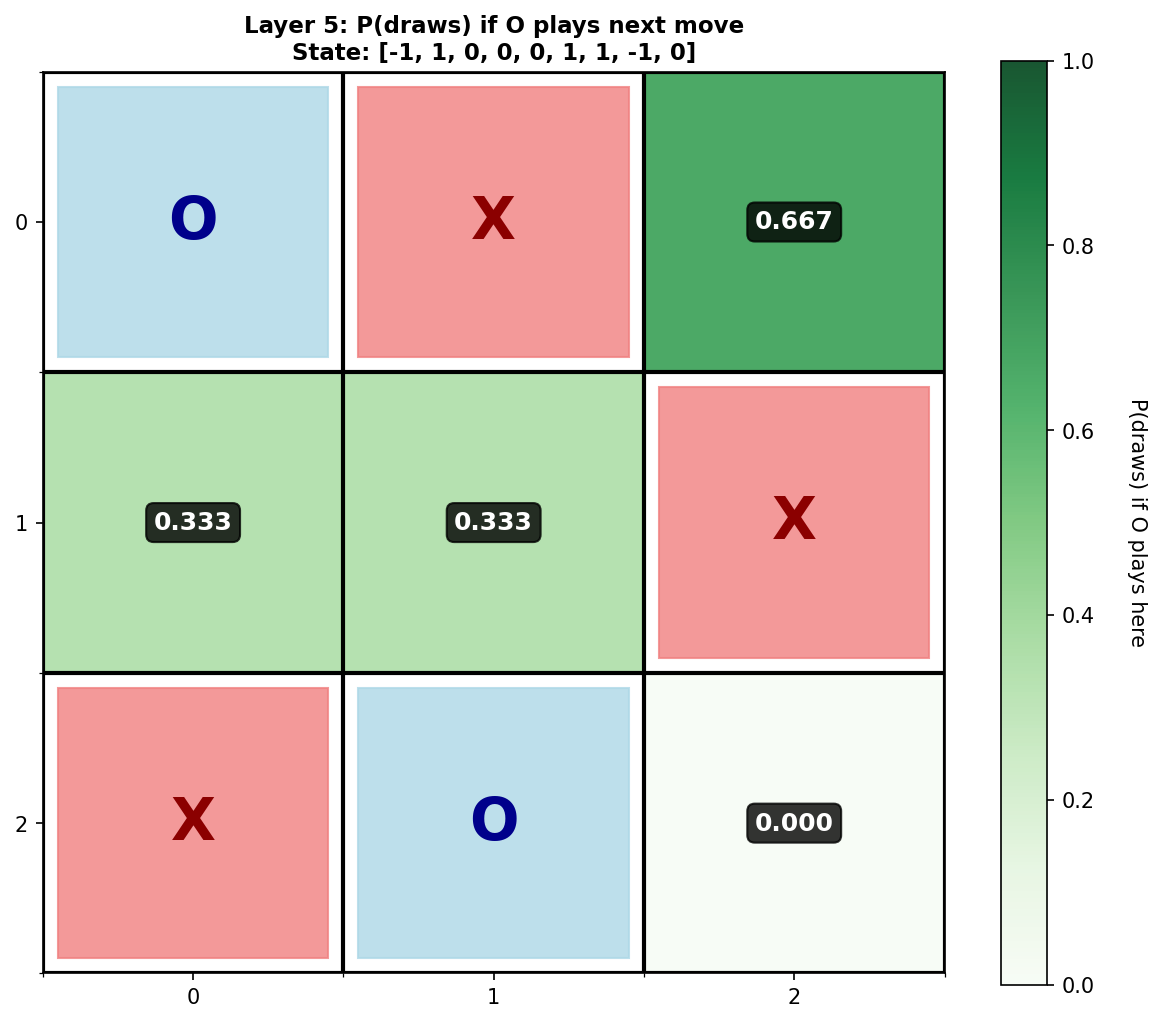 Layer 5: P(draws) if O plays next move
State: [-1, 1, 0, 0, 0, 1, 1, -1, 0]
0
O
X
0.667
1
0.333
0.333
X
2
X
O
0.000
0
1
2
1.0
0.8
0.6
0.4
0.2
0.0
P(draws) if O plays here